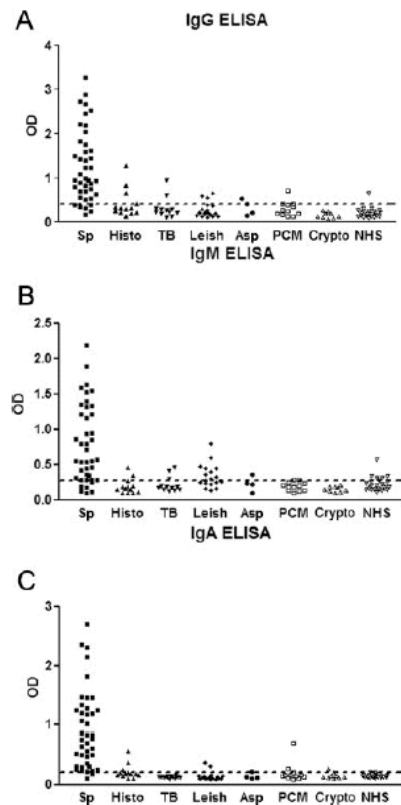 A
IgG ELISA
4
3
2
1
0
OD
Sp Histo TB Leish Asp PCM Crypto NHS
IgM ELISA
B
2.5
2.0
1.5
1.0
0.5
0.0
OD
Sp Histo TB Leish Asp PCM Crypto NHS
IgA ELISA
C
3
2
1
0
OD
Sp Histo TB Leish Asp PCM Crypto NHS